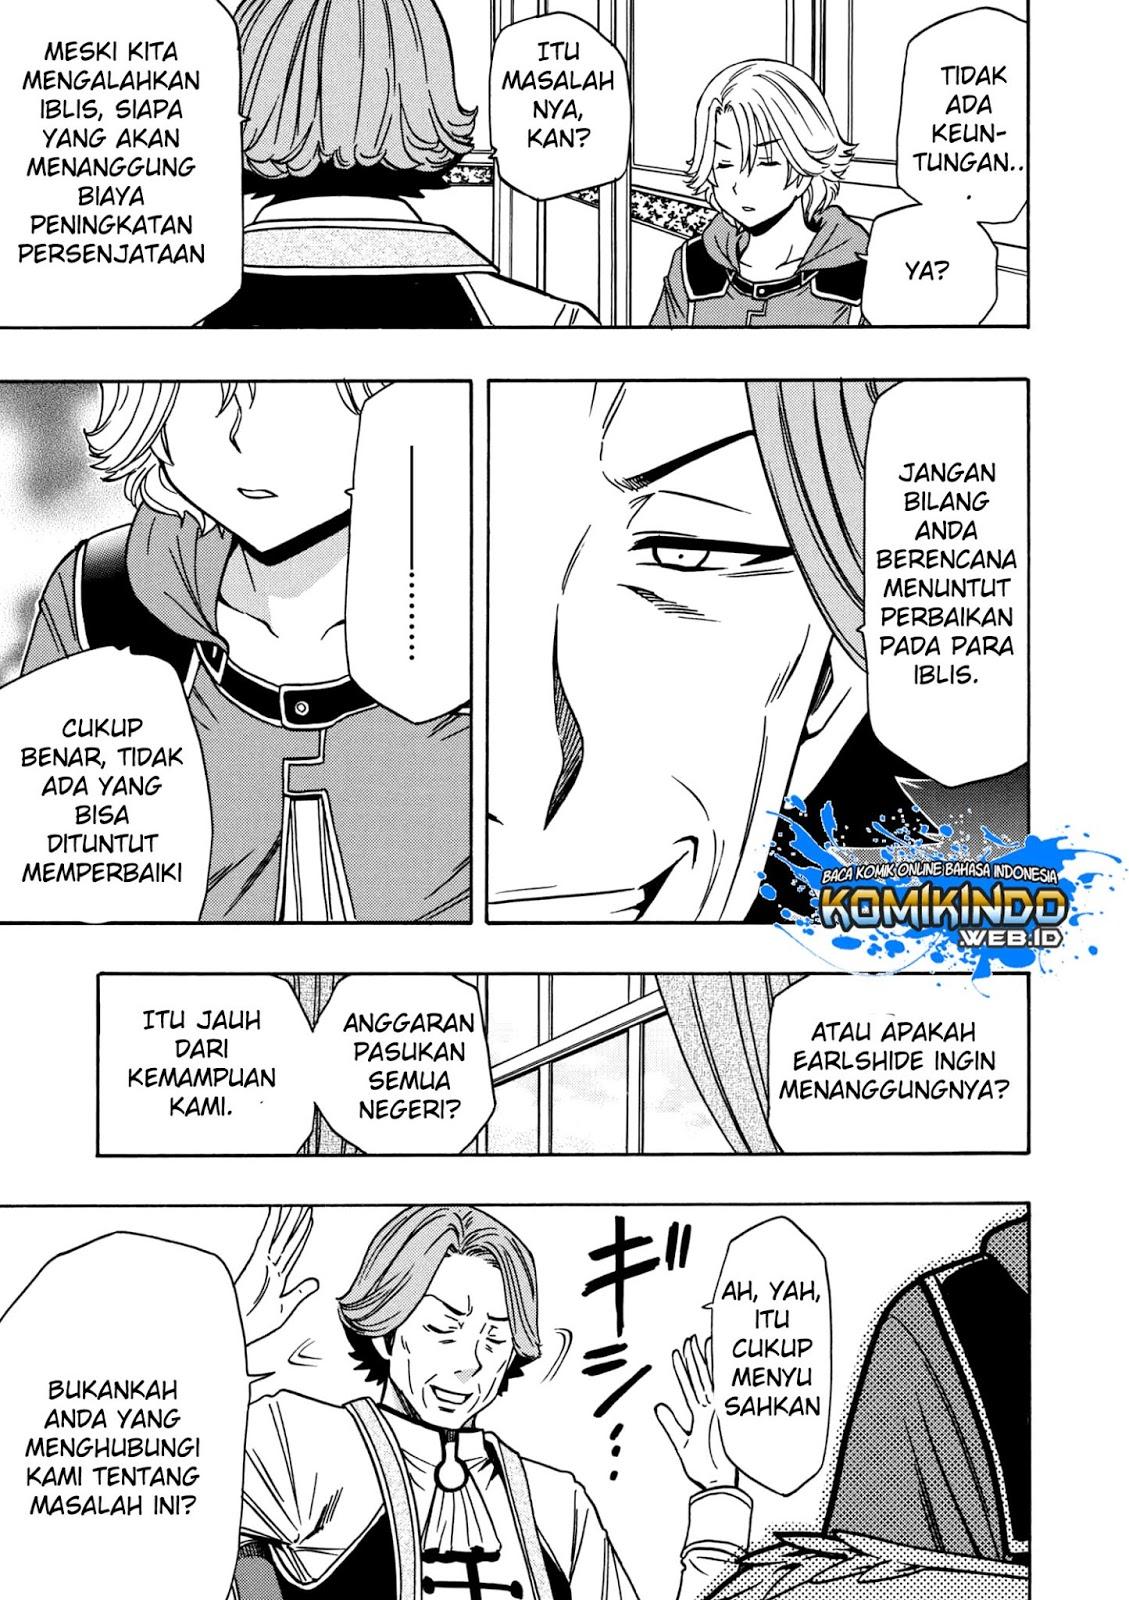 TIDAK
ADA
KEUN-
TUNGAN..
.
YA?
ITU
MASALAH
NYA,
KAN?
MESKI KITA
MENGALAHKAN
IBLIS, SIAPA
YANG AKAN
MENANGGUNG
BIAYA
PENINGKATAN
PERSENJATAAN
JANGAN
BILANG
ANDA
BERENCANA
MENUNTUT
PERBAIKAN
PADA PARA
IBLIS.
CUKUP
BENAR, TIDAK
ADA YANG
BISA
DITUNTUT
MEMPERBAIKI
BACA KOMIK ONLINE BAHASA INDONESIA
KOMIKINDO
.WEB.ID
ATAU APAKAH
EARLSHIDE INGIN
MENANGGUNGNYA?
ANGGARAN
PASUKAN
SEMUA
NEGERI?
ITU JAUH
DARI
KEMAMPUAN
KAMI.
AH, YAH,
ITU
CUKUP
MENYU
SAHKAN
BUKANKAH
ANDA YANG
MENGHUBUNGI
KAMI TENTANG
MASALAH INI?